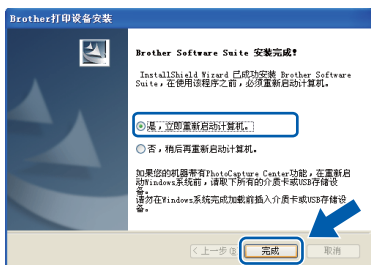 Brother打印设备安装
Brother Software Suite 安装完成!
InstallShield Wizard 已成功安装 Brother Software
Suite，在使用该程序之前，必须重新启动计算机。
是，立即重新启动计算机。
否，稍后再重新启动计算机。
如果您的机器带有PhotoCapture Center功能，在重新启
动Windows系统前，请取下所有的介质卡或USB存储设
备。
请勿在Windows系统完成加载前插入介质卡或USB存储设
备。
< 上一步(B) 完成 取消